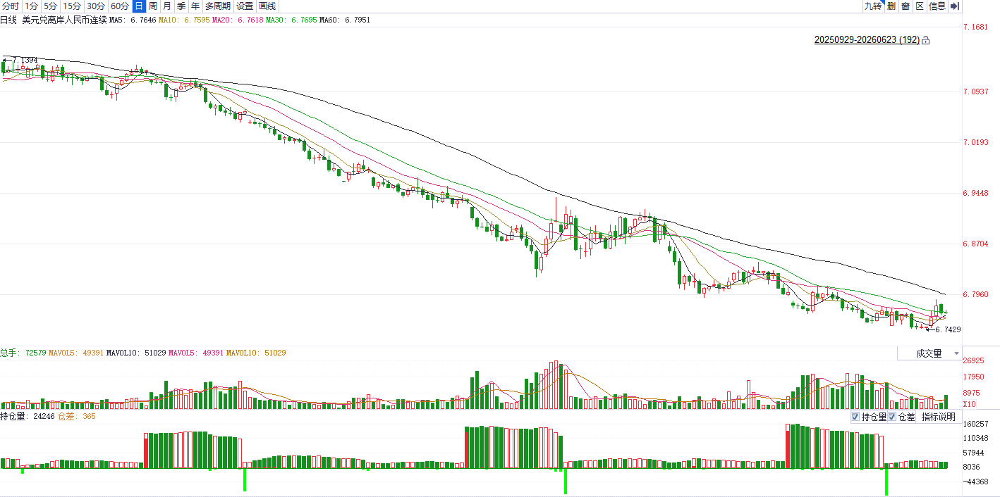 分时 1分 5分 15分 30分 60分 日 周 月 季 年 多周期 设置 画线 九转 删 窗 区 信息
日线 美元兑离岸人民币连续 MA5: 6.7646 MA10: 6.7595 MA20: 6.7618 MA30: 6.7695 MA60: 6.7951
7.1681
20250929-20260623 (192)
7.1394
7.0937
7.0193
6.9448
6.8704
6.7960
6.7429
总手: 72579 MAVOL5: 49391 MAVOL10: 51029 MAVOL5: 49391 MAVOL10: 51029
成交量
26925
17950
8975
X10
持仓量: 24246 仓差: 365
持仓量 仓差 指标说明
160257
110348
57944
8036
-44368